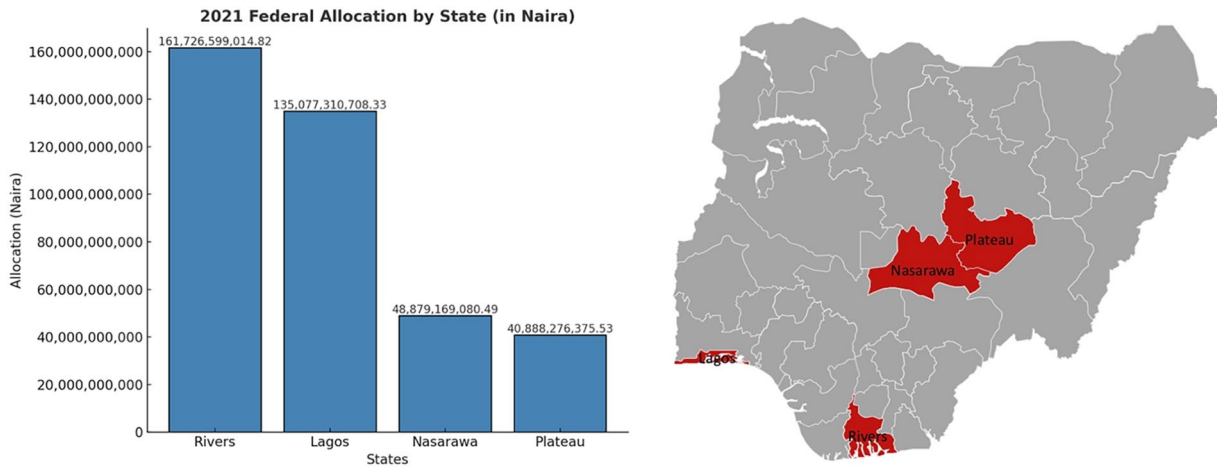 2021 Federal Allocation by State (in Naira)
Allocation (Naira)
160,000,000,000
140,000,000,000
120,000,000,000
100,000,000,000
80,000,000,000
60,000,000,000
40,000,000,000
20,000,000,000
0
161,726,599,014.82
135,077,310,708.33
48,879,169,080.49
40,888,276,375.53
Rivers Lagos Nasarawa Plateau
States
Plateau
Nasarawa
Lagos
Rivers